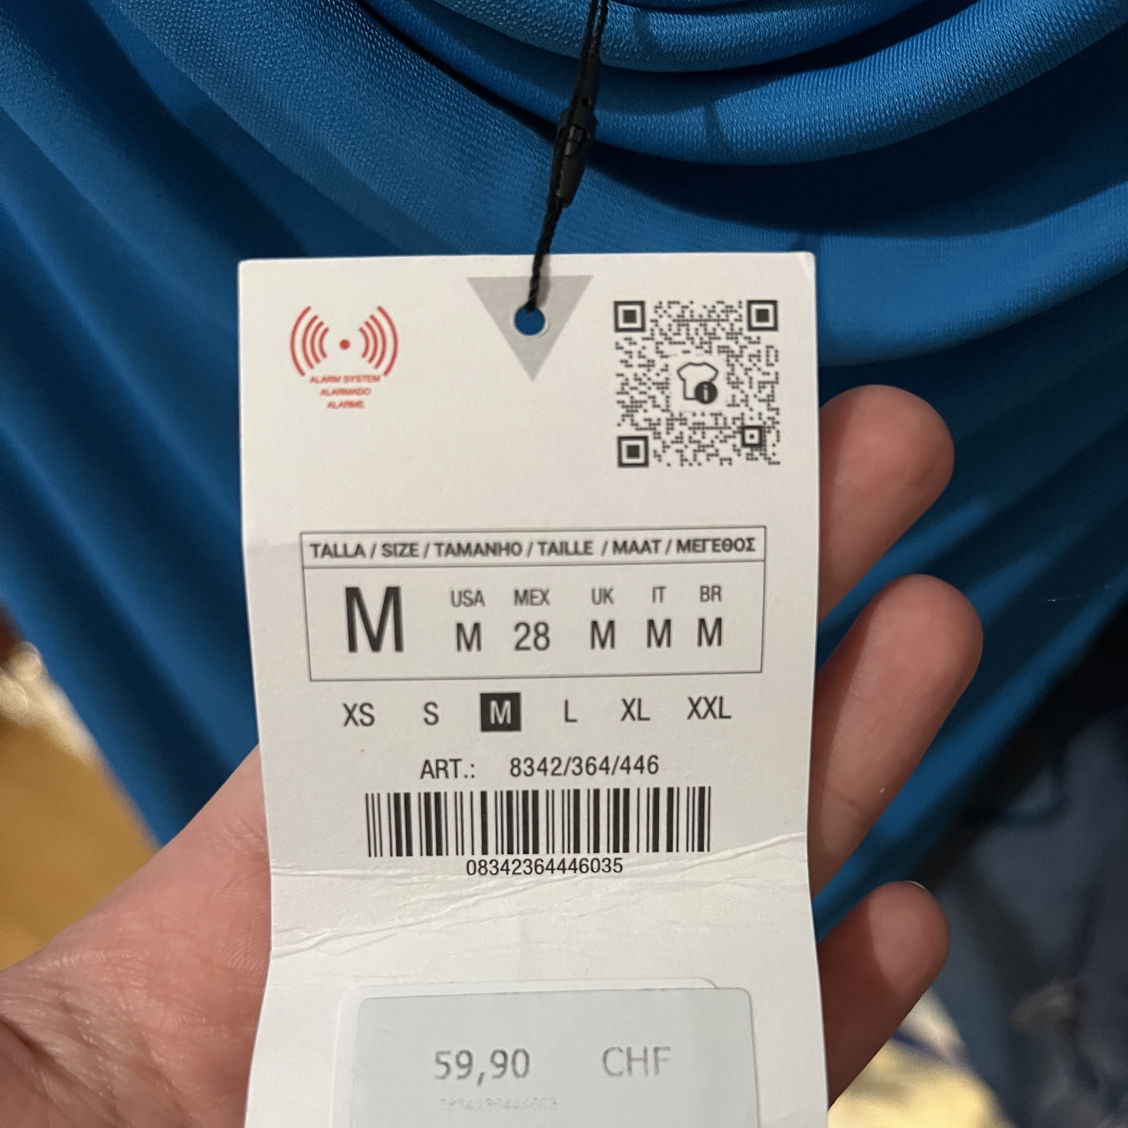 ALARM SYSTEM
ALARMADO
ALARME
TALLA / SIZE / TAMANHO / TAILLE / MAAT / ΜΕΓΕΘΟΣ
M
USA MEX UK IT BR
M 28 M M M
XS S M L XL XXL
ART.: 8342/364/446
08342364446035
59,90 CHF